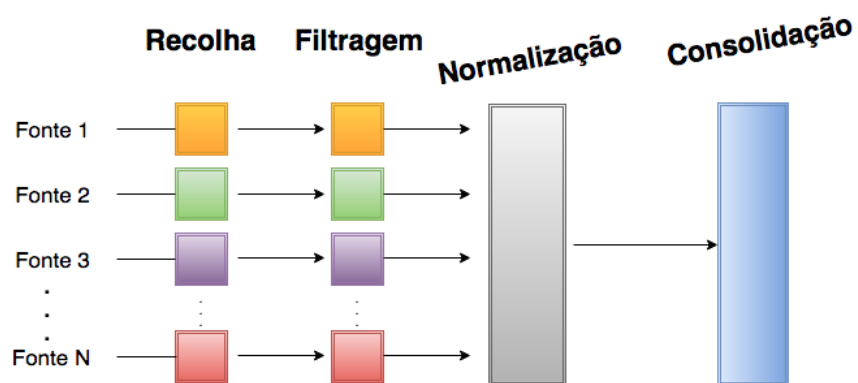 Recolha
Filtragem
Normalização
Consolidação
Fonte 1
Fonte 2
Fonte 3
Fonte N